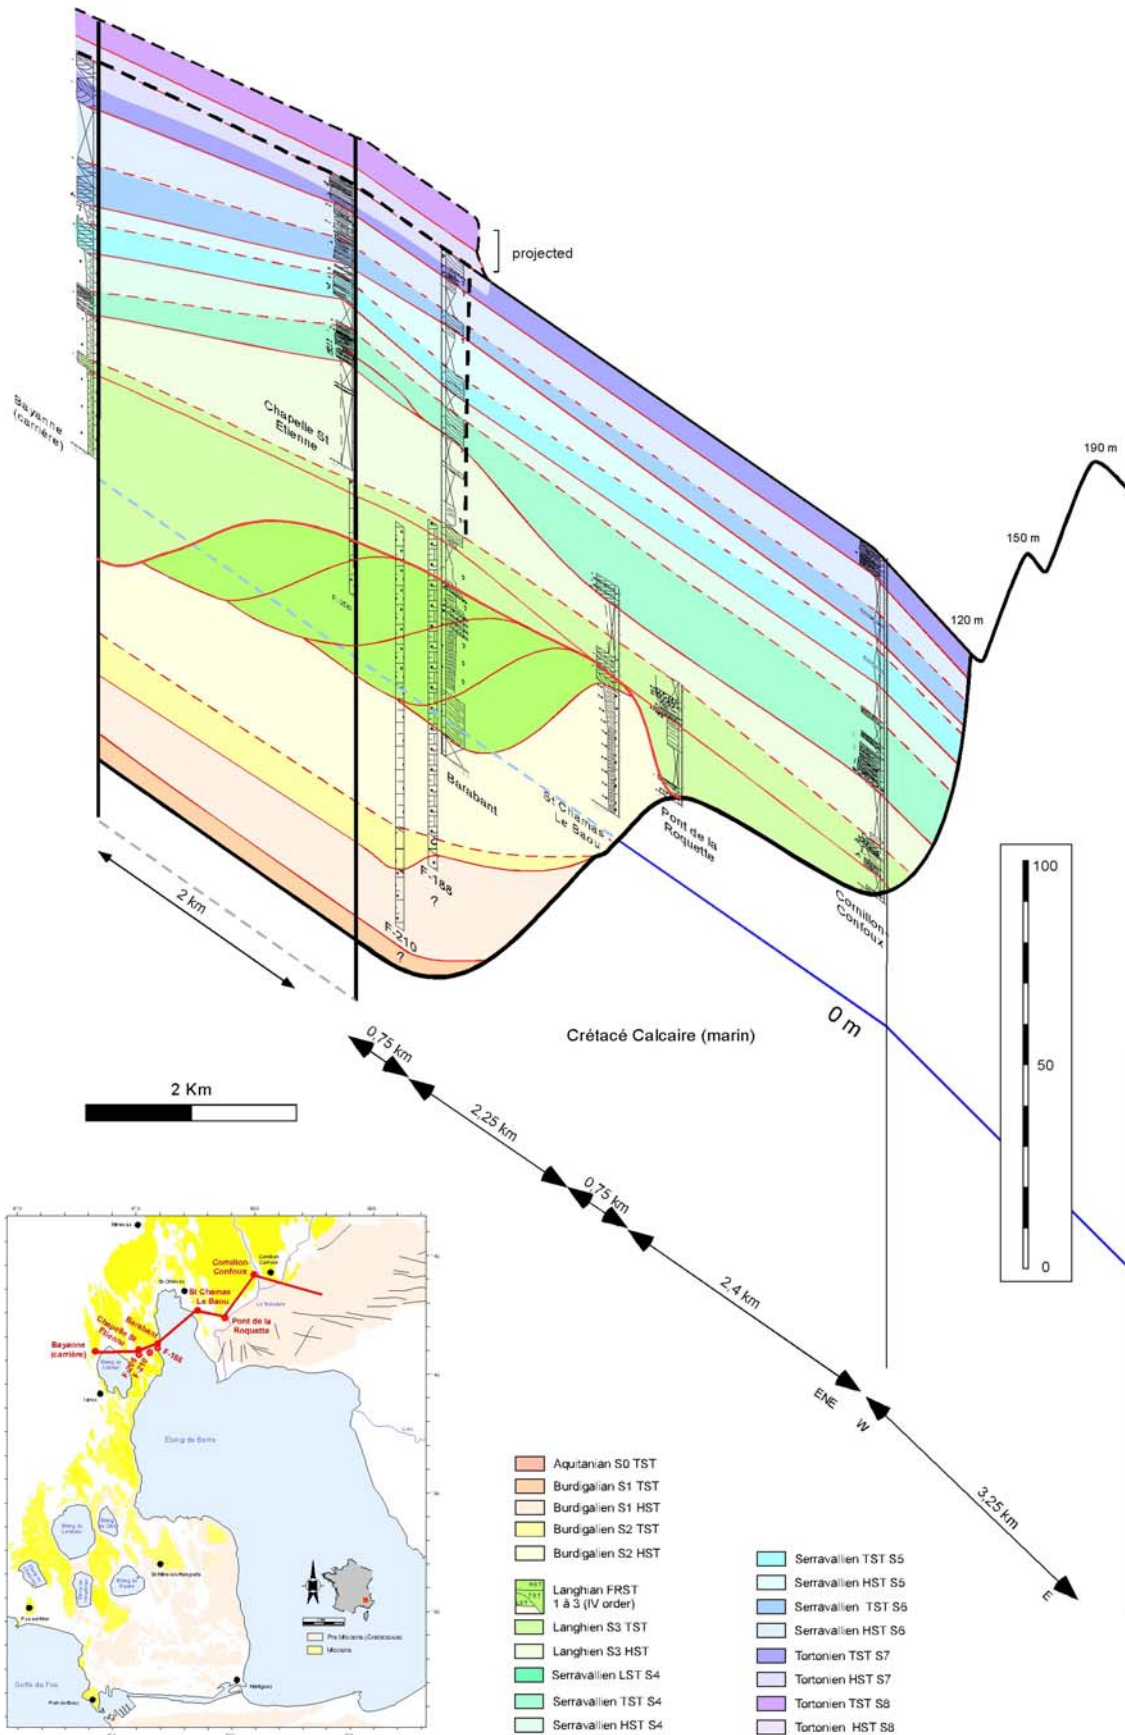 projected
Bayanne
(carrière)
Chapelle St
Etienne
190 m
150 m
120 m
Barabant
St Chamas
Le Baou
Pont de la
Roquette
F-188
?
F-210
?
Cornillon-
Confoux
2 km
0 m
Crétacé Calcaire (marin)
100
50
0
0,75 km
2,25 km
0,75 km
2,4 km
ENE
W
3,25 km
E
2 Km
Cornillon-
Confoux
St Chamas
Le Baou
Pont de la
Roquette
Barabant
Chapelle St
Etienne
Bayanne
(carrière)
F-210
F-188
Etang de Berre
Aquitanian S0 TST
Burdigalian S1 TST
Burdigalien S1 HST
Burdigalien S2 TST
Burdigalien S2 HST
Langhian FRST
1 à 3 (IV order)
Langhien S3 TST
Langhien S3 HST
Serravallien LST S4
Serravallien TST S4
Serravallien HST S4
Serravallien TST S5
Serravallien HST S5
Serravallien TST S6
Serravallien HST S6
Tortonien TST S7
Tortonien HST S7
Tortonien TST S8
Tortonien HST S8